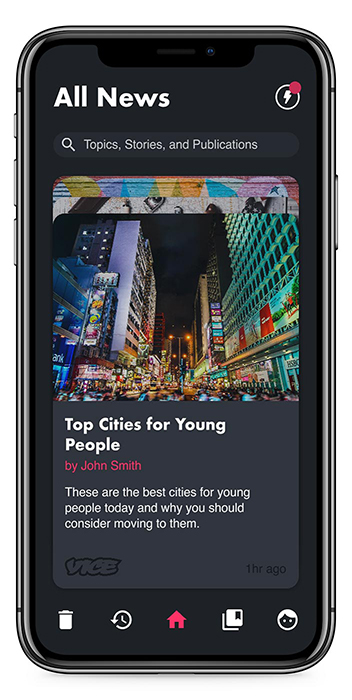 All News
Topics, Stories, and Publications
Top Cities for Young
People
by John Smith
These are the best cities for young
people today and why you should
consider moving to them.
VICE
1hr ago